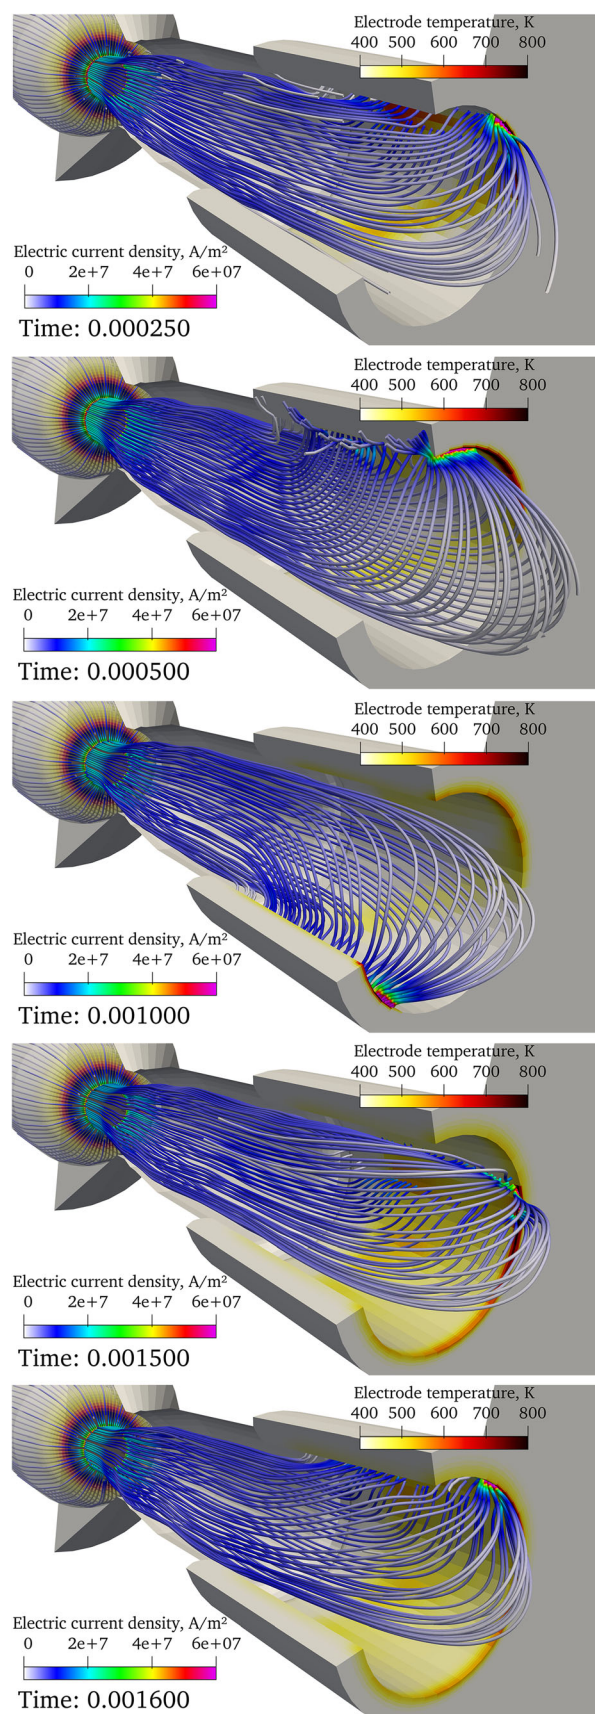 Electrode temperature, K
400 500 600 700 800
Electric current density, A/m²
0 2e+7 4e+7 6e+07
Time: 0.000250
Electrode temperature, K
400 500 600 700 800
Electric current density, A/m²
0 2e+7 4e+7 6e+07
Time: 0.000500
Electrode temperature, K
400 500 600 700 800
Electric current density, A/m²
0 2e+7 4e+7 6e+07
Time: 0.001000
Electrode temperature, K
400 500 600 700 800
Electric current density, A/m²
0 2e+7 4e+7 6e+07
Time: 0.001500
Electrode temperature, K
400 500 600 700 800
Electric current density, A/m²
0 2e+7 4e+7 6e+07
Time: 0.001600